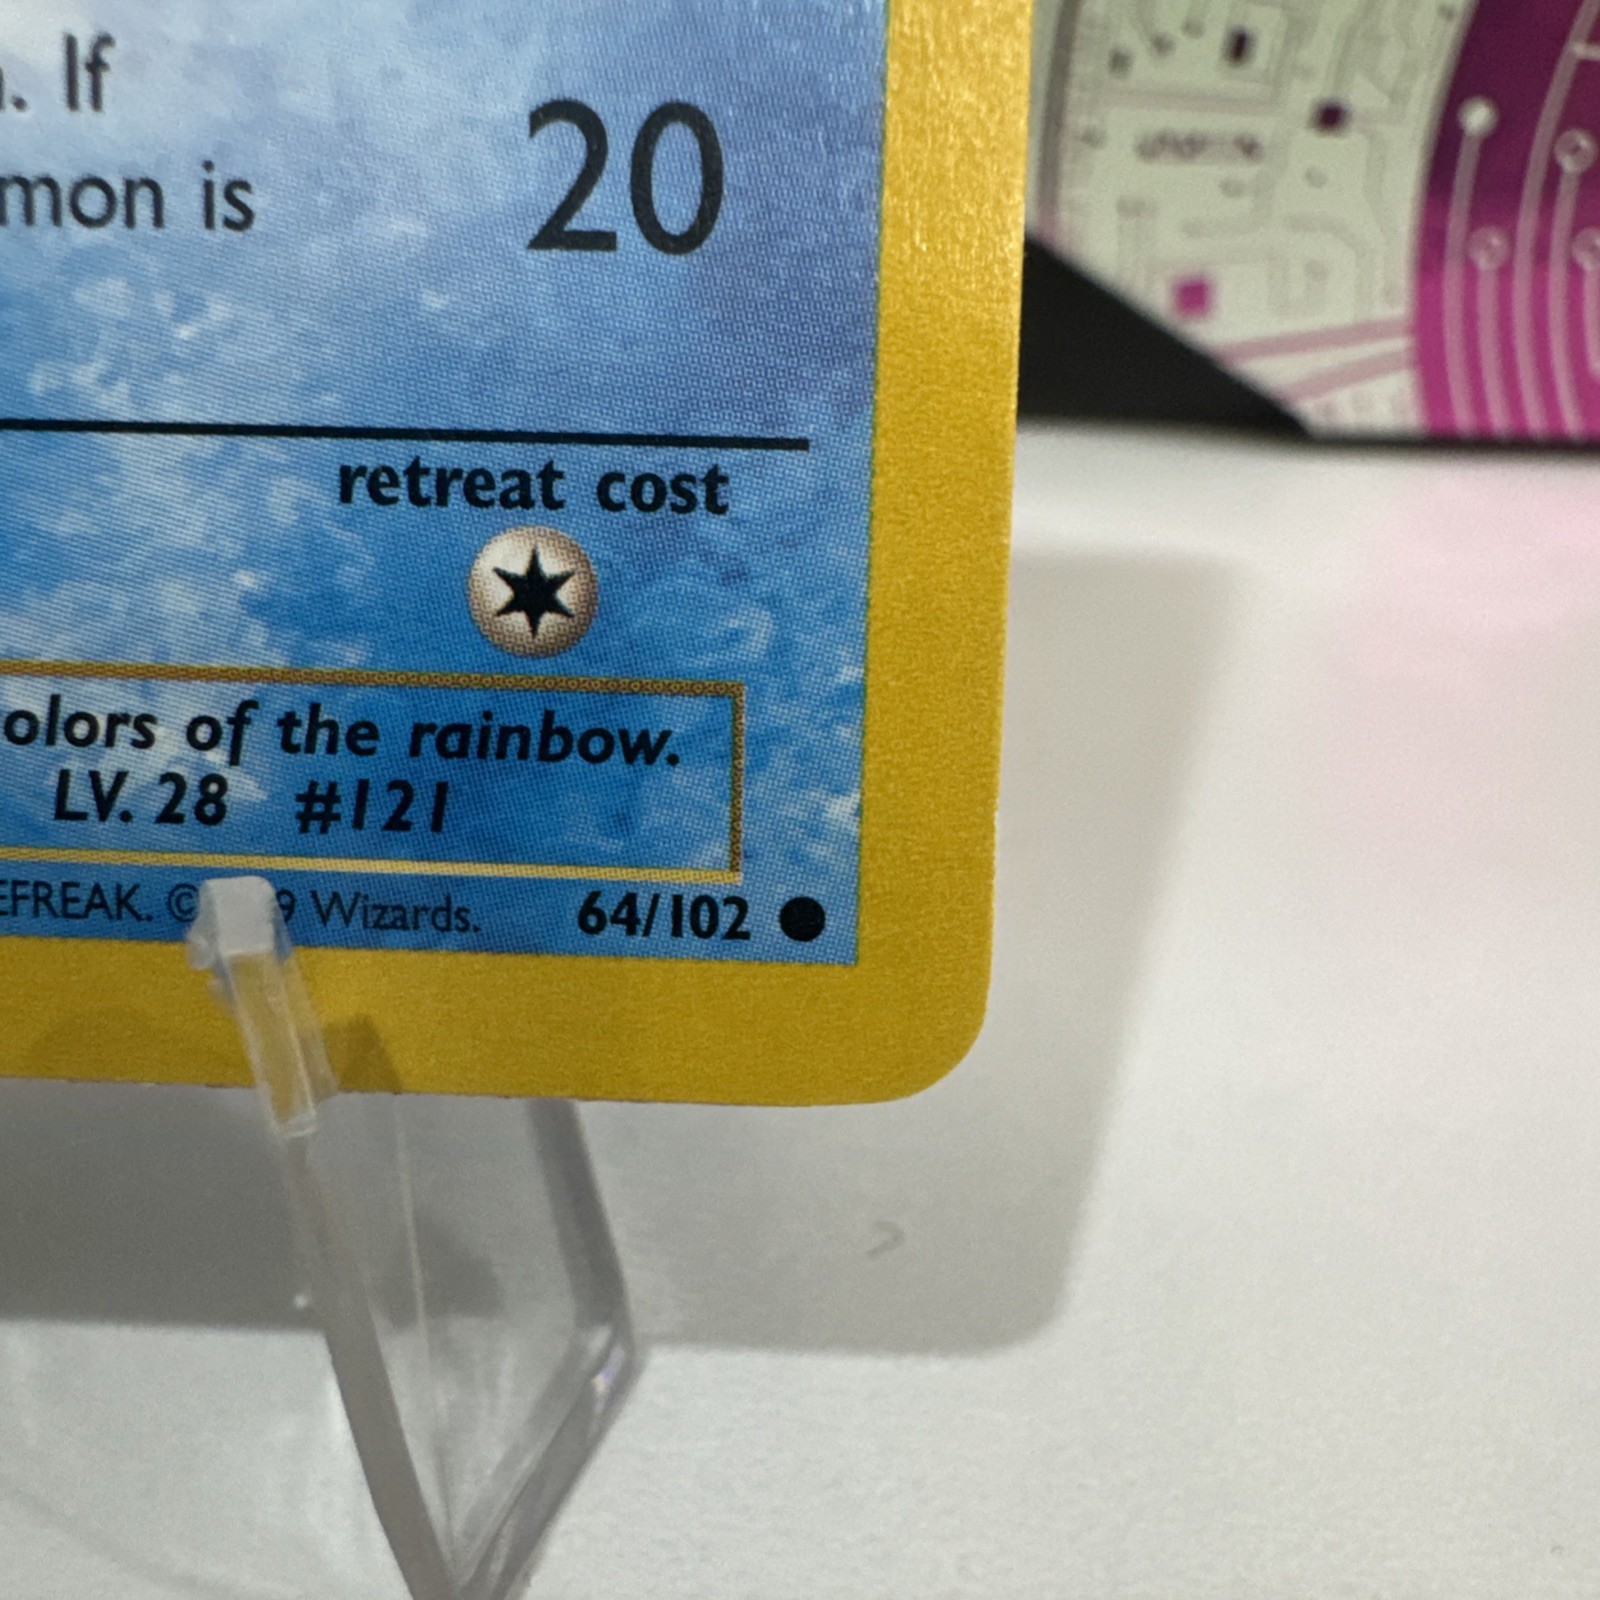 . If
mon is
20
retreat cost
olors of the rainbow.
LV. 28 #121
EFREAK. © 9 Wizards. 64/102 ●